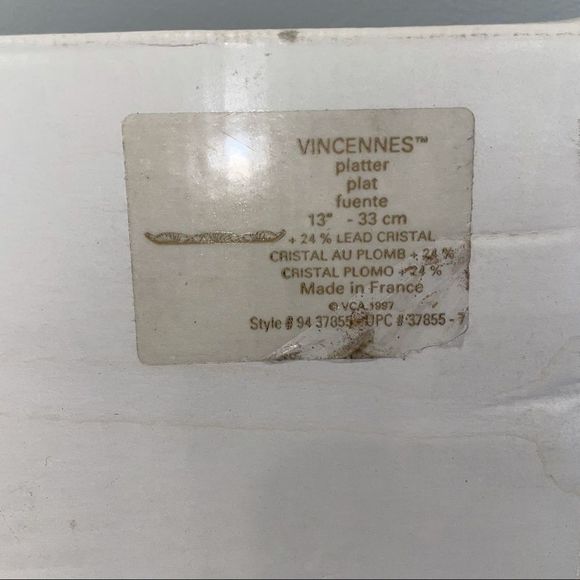 VINCENNES™
platter
plat
fuente
13" - 33 cm
+ 24 % LEAD CRISTAL
CRISTAL AU PLOMB + 24 %
CRISTAL PLOMO + 24 %
Made in France
© VCA 1997
Style # 94 37855 - UPC # 37855 - 7